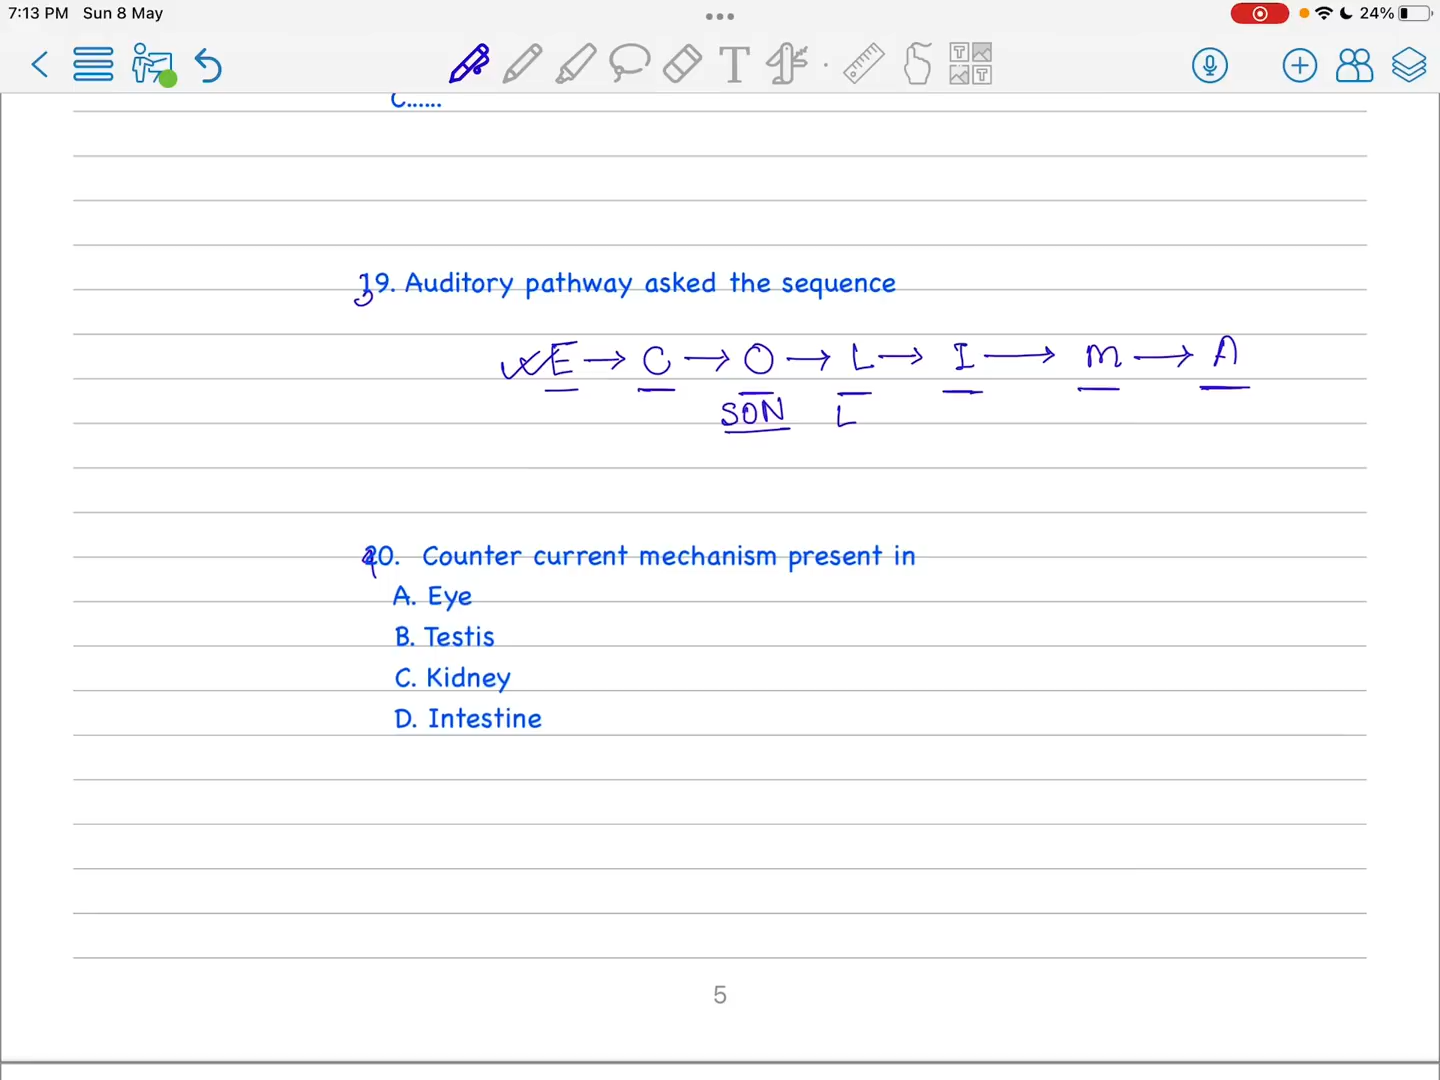 7:13 PM Sun 8 May
24%
C......
39. Auditory pathway asked the sequence
E → C → O → L → I → M → A
SON L
40. Counter current mechanism present in
A. Eye
B. Testis
C. Kidney
D. Intestine
5